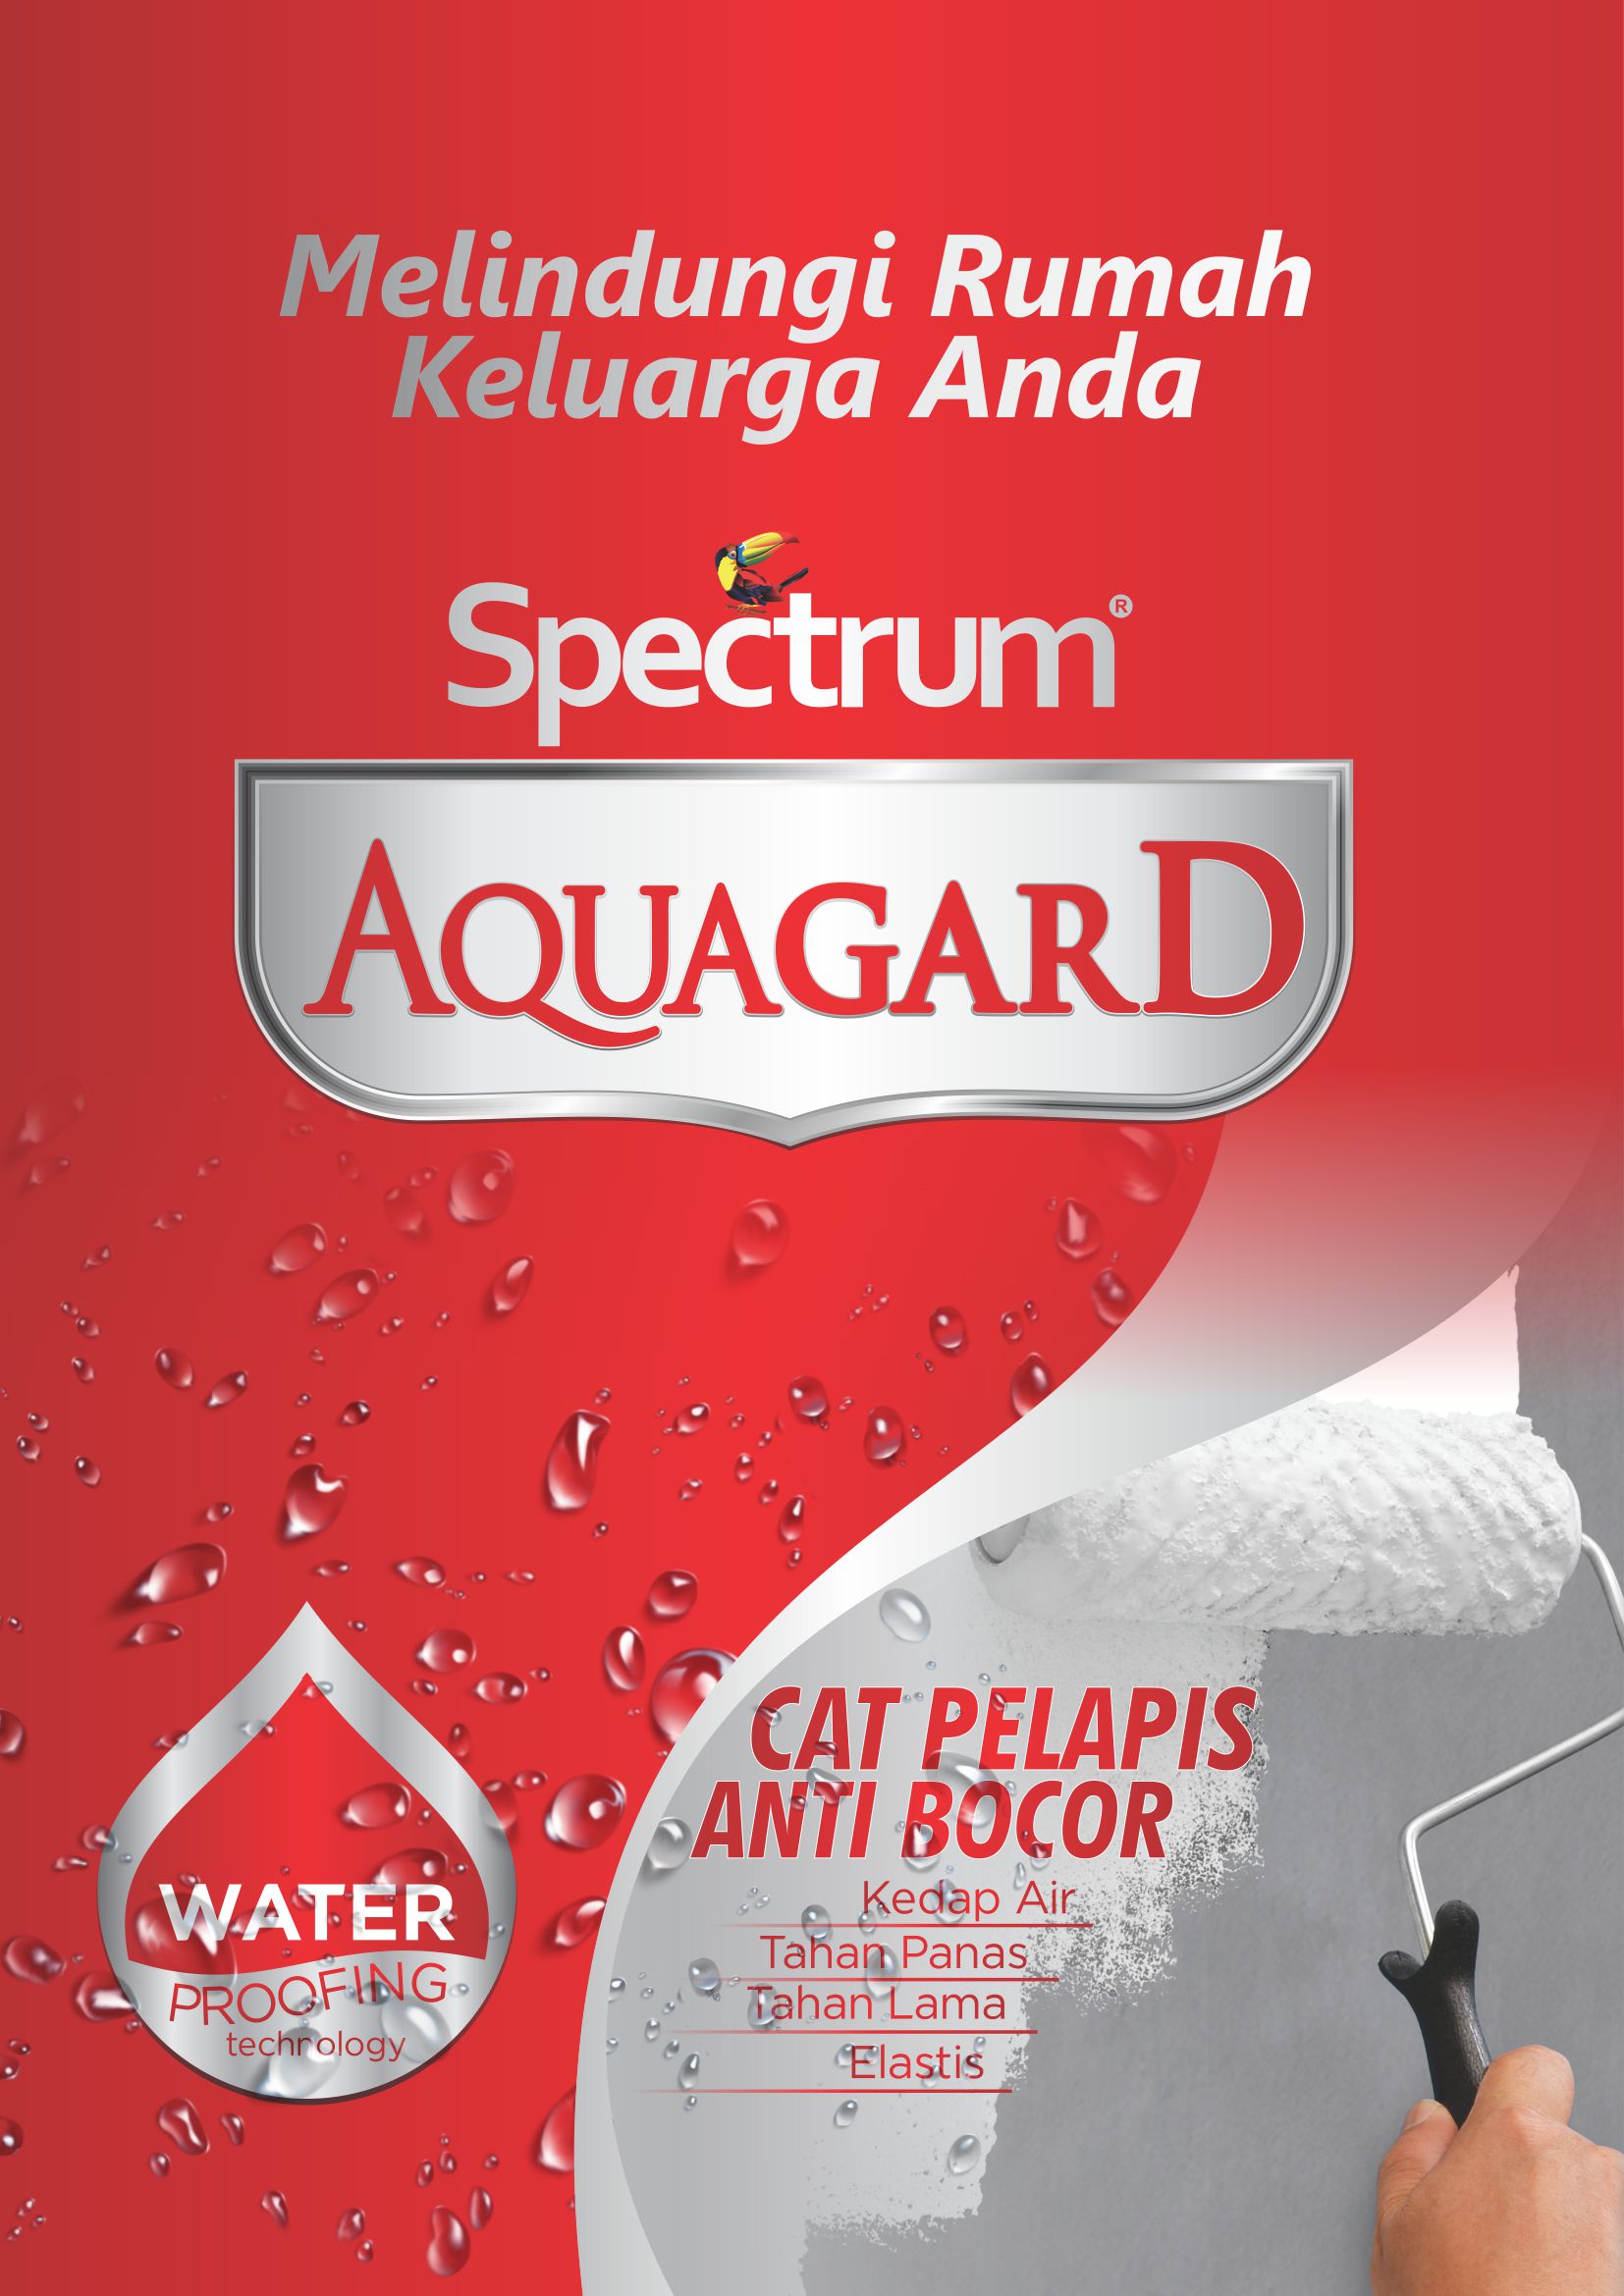 Melindungi Rumah
Keluarga Anda
Spectrum®
AQUAGARD
CAT PELAPIS
ANTI BOCOR
Kedap Air
Tahan Panas
Tahan Lama
Elastis
WATER
PROOFING
technology